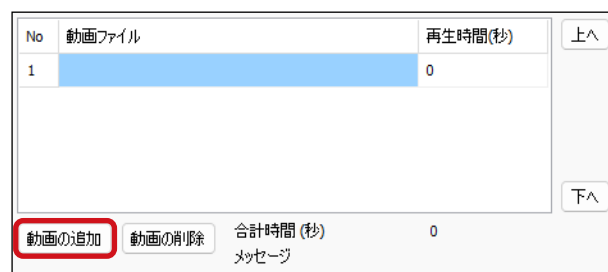 No 動画ファイル 再生時間(秒) 上へ
1 0
下へ
動画の追加 動画の削除 合計時間(秒) 0
メッセージ